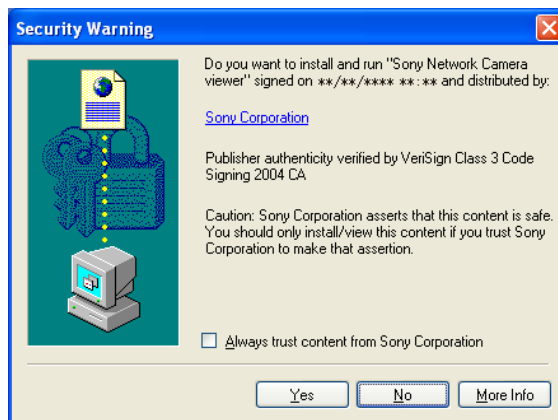 Security Warning
Do you want to install and run "Sony Network Camera
viewer" signed on **/**/**** **:** and distributed by:
Sony Corporation
Publisher authenticity verified by VeriSign Class 3 Code
Signing 2004 CA
Caution: Sony Corporation asserts that this content is safe.
You should only install/view this content if you trust Sony
Corporation to make that assertion.
Always trust content from Sony Corporation
Yes No More Info